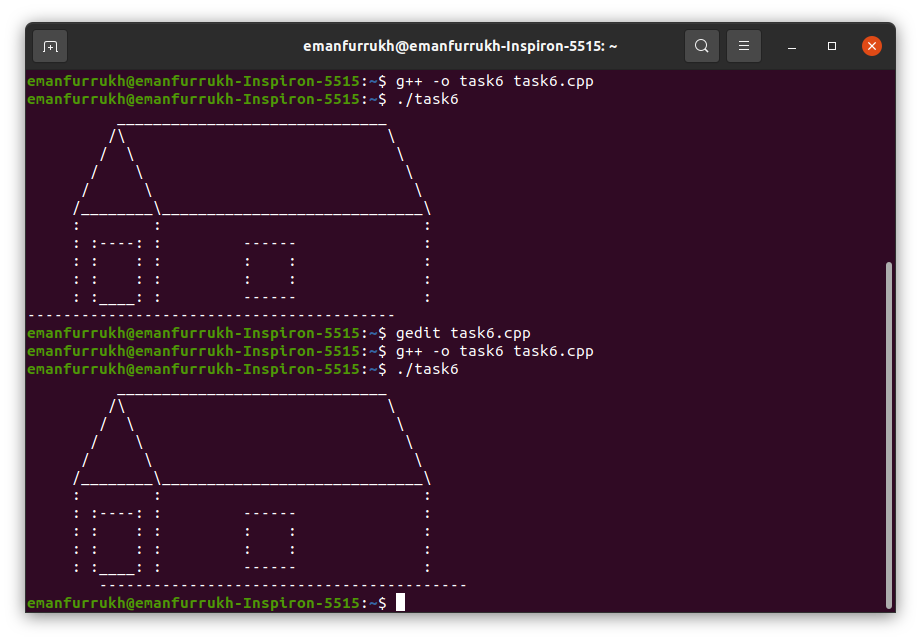 emanfurrukh@emanfurrukh-Inspiron-5515: ~
emanfurrukh@emanfurrukh-Inspiron-5515:~$ g++ -o task6 task6.cpp
emanfurrukh@emanfurrukh-Inspiron-5515:~$ ./task6
          ______________________________
         /\                             \
        /  \                             \
       /    \                             \
      /      \                             \
     /________\_____________________________\
     :        :                             :
     : :----: :         ------              :
     : :    : :         :    :              :
     : :    : :         :    :              :
     : :____: :         ------              :
-----------------------------------------
emanfurrukh@emanfurrukh-Inspiron-5515:~$ gedit task6.cpp
emanfurrukh@emanfurrukh-Inspiron-5515:~$ g++ -o task6 task6.cpp
emanfurrukh@emanfurrukh-Inspiron-5515:~$ ./task6
          ______________________________
         /\                             \
        /  \                             \
       /    \                             \
      /      \                             \
     /________\_____________________________\
     :        :                             :
     : :----: :         ------              :
     : :    : :         :    :              :
     : :    : :         :    :              :
     : :____: :         ------              :
        -----------------------------------------
emanfurrukh@emanfurrukh-Inspiron-5515:~$